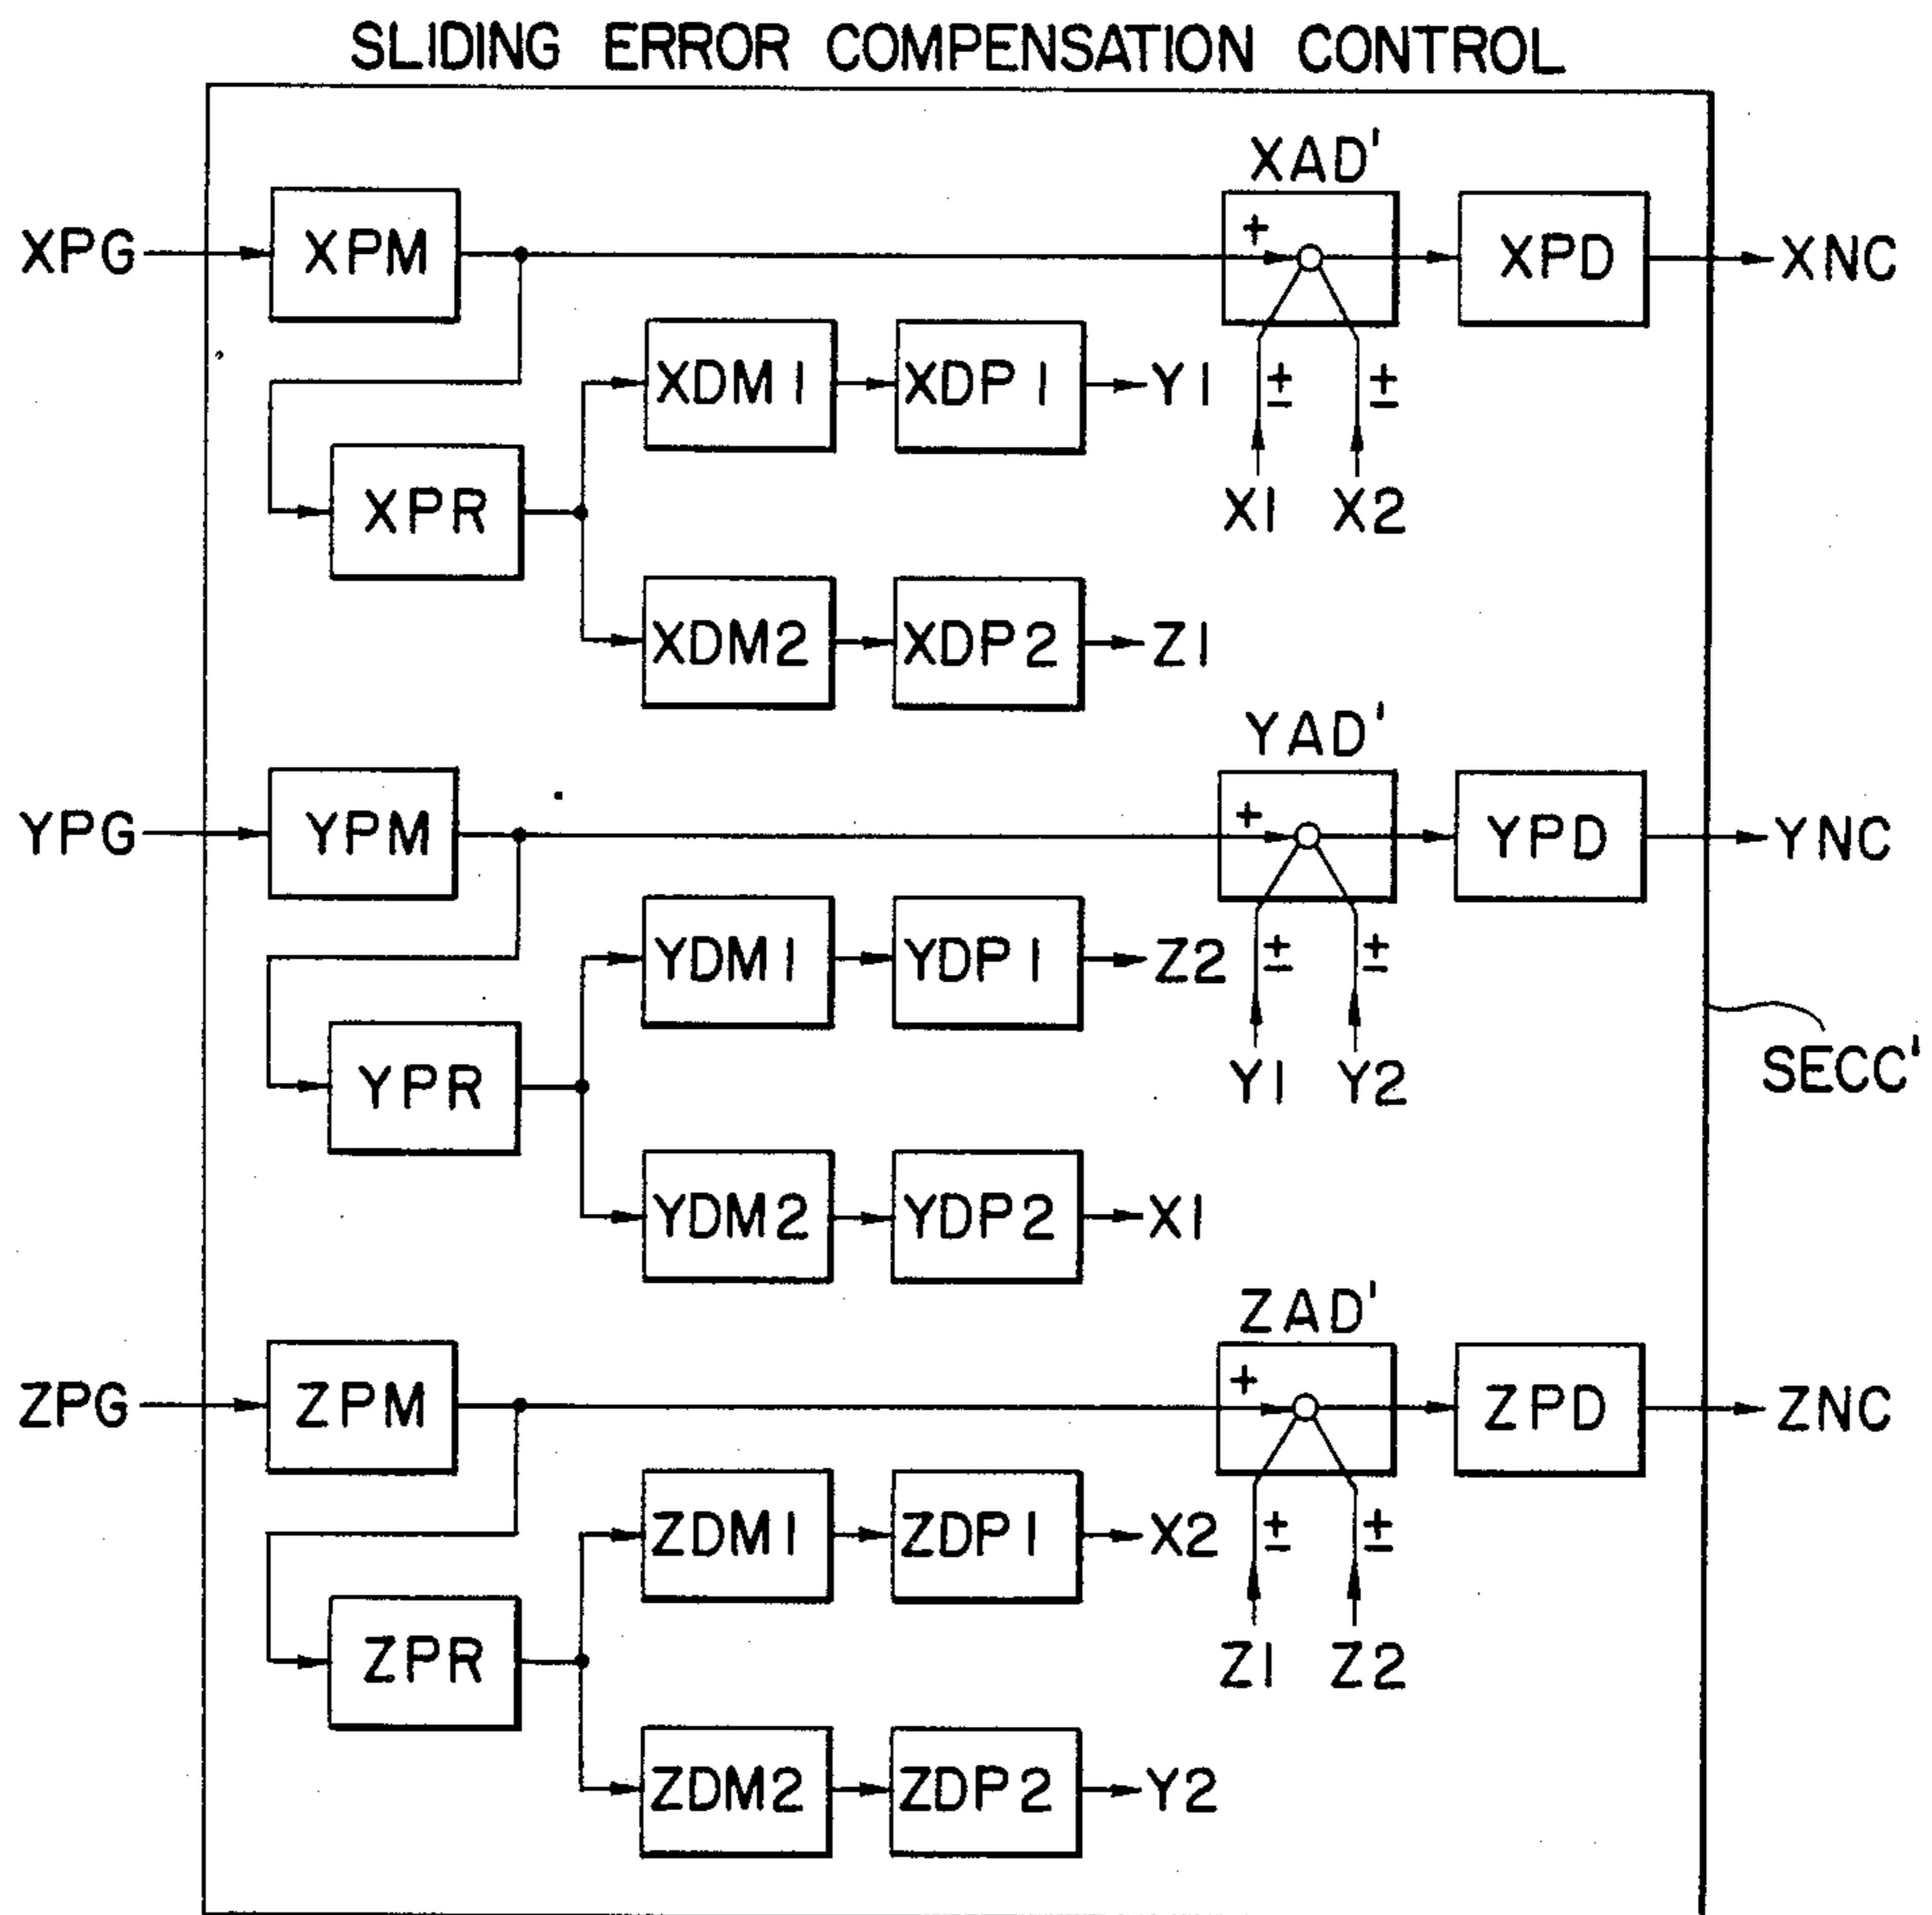 SLIDING ERROR COMPENSATION CONTROL
XAD'
XPG
XPM
+
XPD
XNC
XDM1
XDP1
Y1
±
±
XPR
X1
X2
XDM2
XDP2
Z1
YAD'
YPG
YPM
+
YPD
YNC
YDM1
YDP1
Z2
±
±
YPR
Y1
Y2
SECC'
YDM2
YDP2
X1
ZAD'
ZPG
ZPM
+
ZPD
ZNC
ZDM1
ZDP1
X2
±
±
ZPR
Z1
Z2
ZDM2
ZDP2
Y2